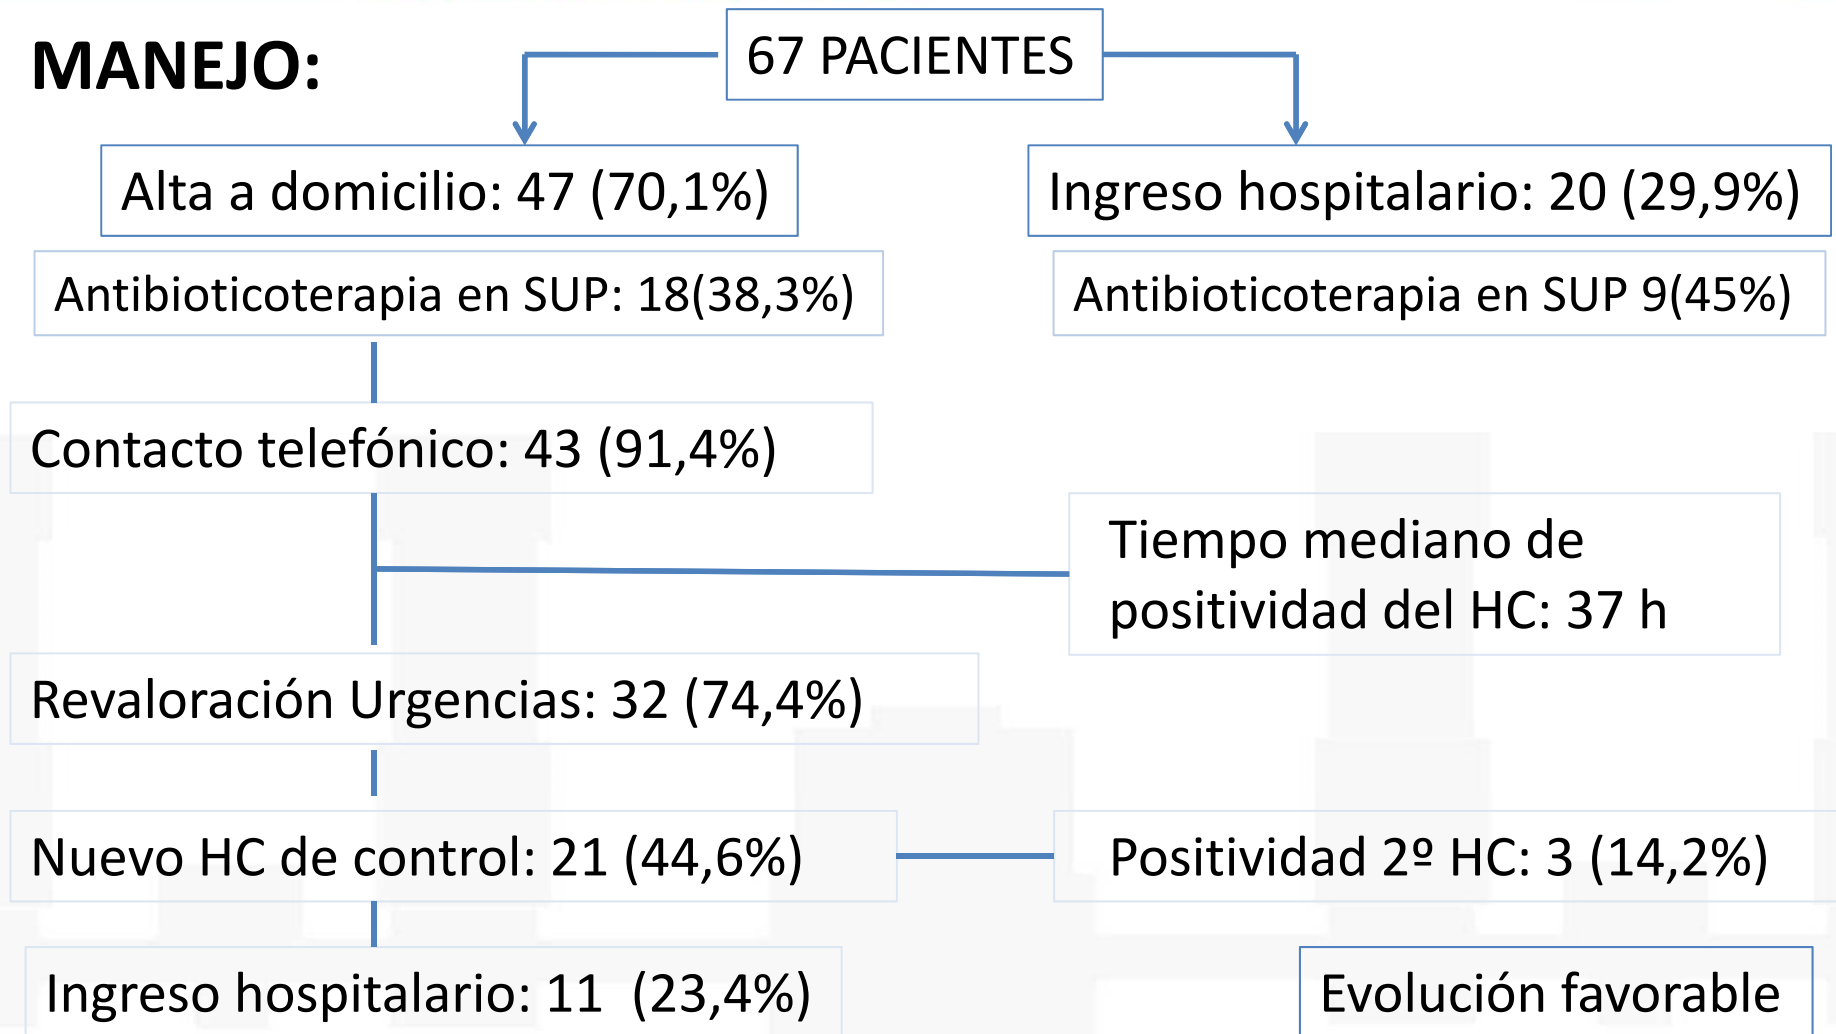 MANEJO:
67 PACIENTES
Alta a domicilio: 47 (70,1%)
Ingreso hospitalario: 20 (29,9%)
Antibioticoterapia en SUP: 18(38,3%)
Antibioticoterapia en SUP 9(45%)
Contacto telefónico: 43 (91,4%)
Tiempo mediano de
positividad del HC: 37 h
Revaloración Urgencias: 32 (74,4%)
Nuevo HC de control: 21 (44,6%)
Positividad 2º HC: 3 (14,2%)
Ingreso hospitalario: 11 (23,4%)
Evolución favorable